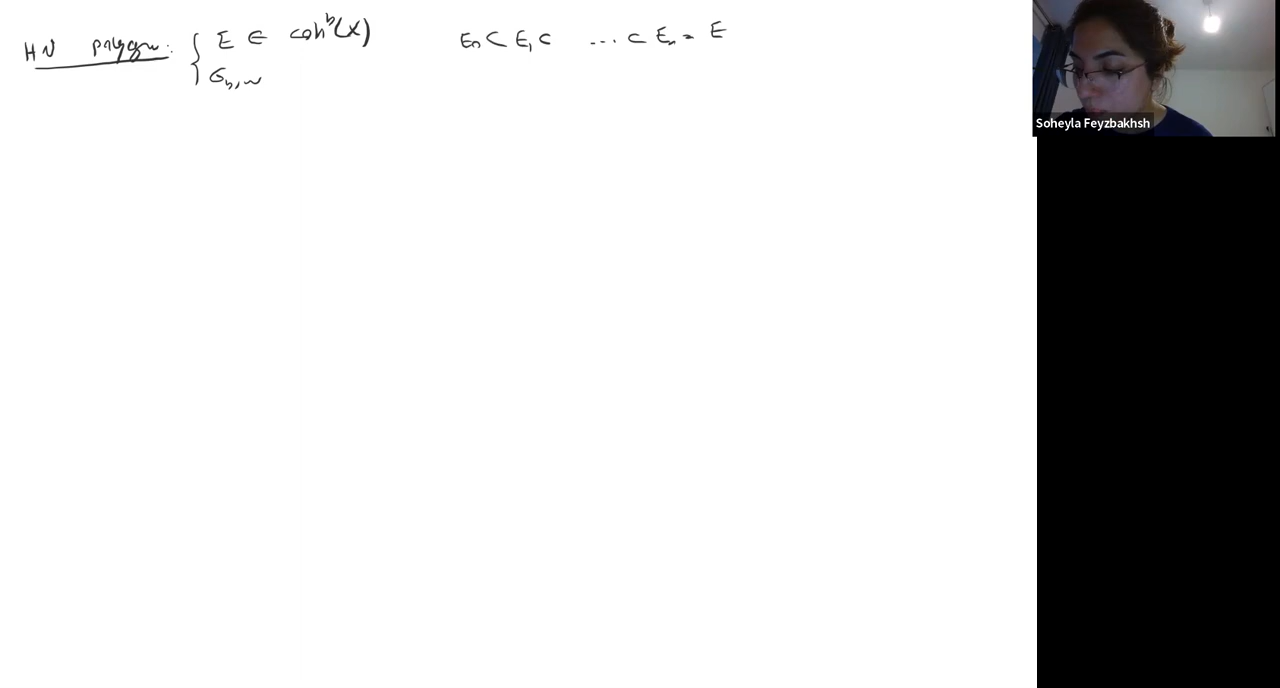 HN polygon: { E ∈ Coh^b(X) E₀ ⊂ E₁ ⊂ ... ⊂ Eₙ = E
σ_{b,w}
Soheyla Feyzbakhsh